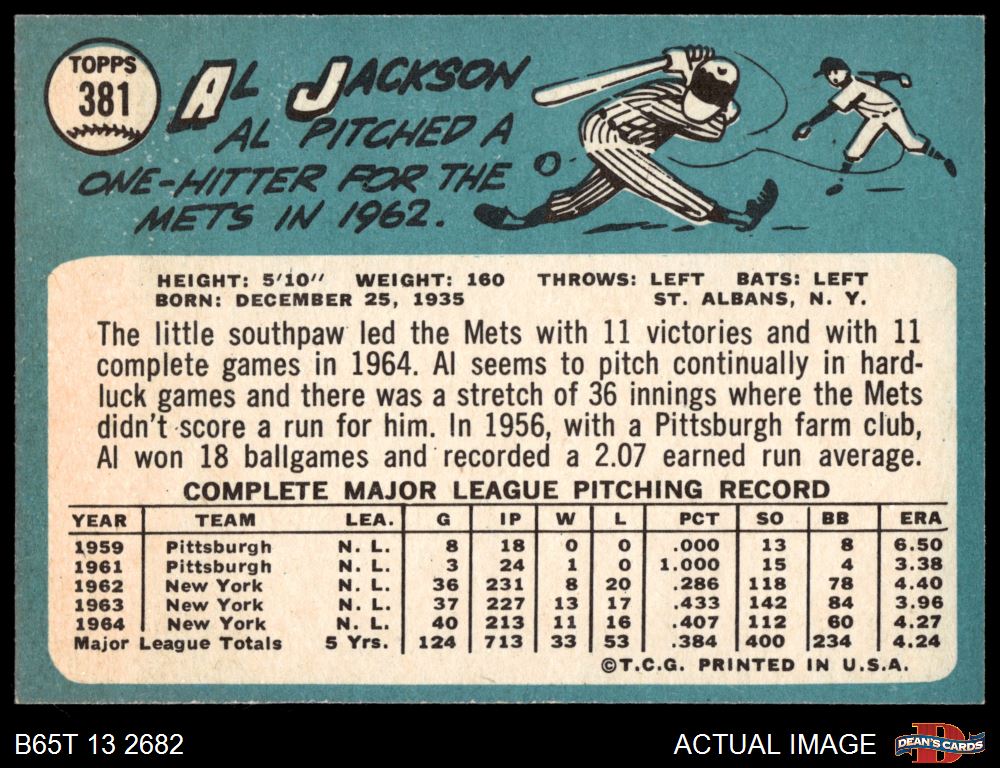 TOPPS
381
AL JACKSON
AL PITCHED A
ONE-HITTER FOR THE
METS IN 1962.
HEIGHT: 5'10" WEIGHT: 160 THROWS: LEFT BATS: LEFT
BORN: DECEMBER 25, 1935 ST. ALBANS, N. Y.
The little southpaw led the Mets with 11 victories and with 11
complete games in 1964. Al seems to pitch continually in hard-
luck games and there was a stretch of 36 innings where the Mets
didn't score a run for him. In 1956, with a Pittsburgh farm club,
Al won 18 ballgames and recorded a 2.07 earned run average.
COMPLETE MAJOR LEAGUE PITCHING RECORD
YEAR TEAM LEA. G IP W L PCT SO BB ERA
1959 Pittsburgh N. L. 8 18 0 0 .000 13 8 6.50
1961 Pittsburgh N. L. 3 24 1 0 1.000 15 4 3.38
1962 New York N. L. 36 231 8 20 .286 118 78 4.40
1963 New York N. L. 37 227 13 17 .433 142 84 3.96
1964 New York N. L. 40 213 11 16 .407 112 60 4.27
Major League Totals 5 Yrs. 124 713 33 53 .384 400 234 4.24
©T.C.G. PRINTED IN U.S.A.
B65T 13 2682 ACTUAL IMAGE DEAN'S CARDS